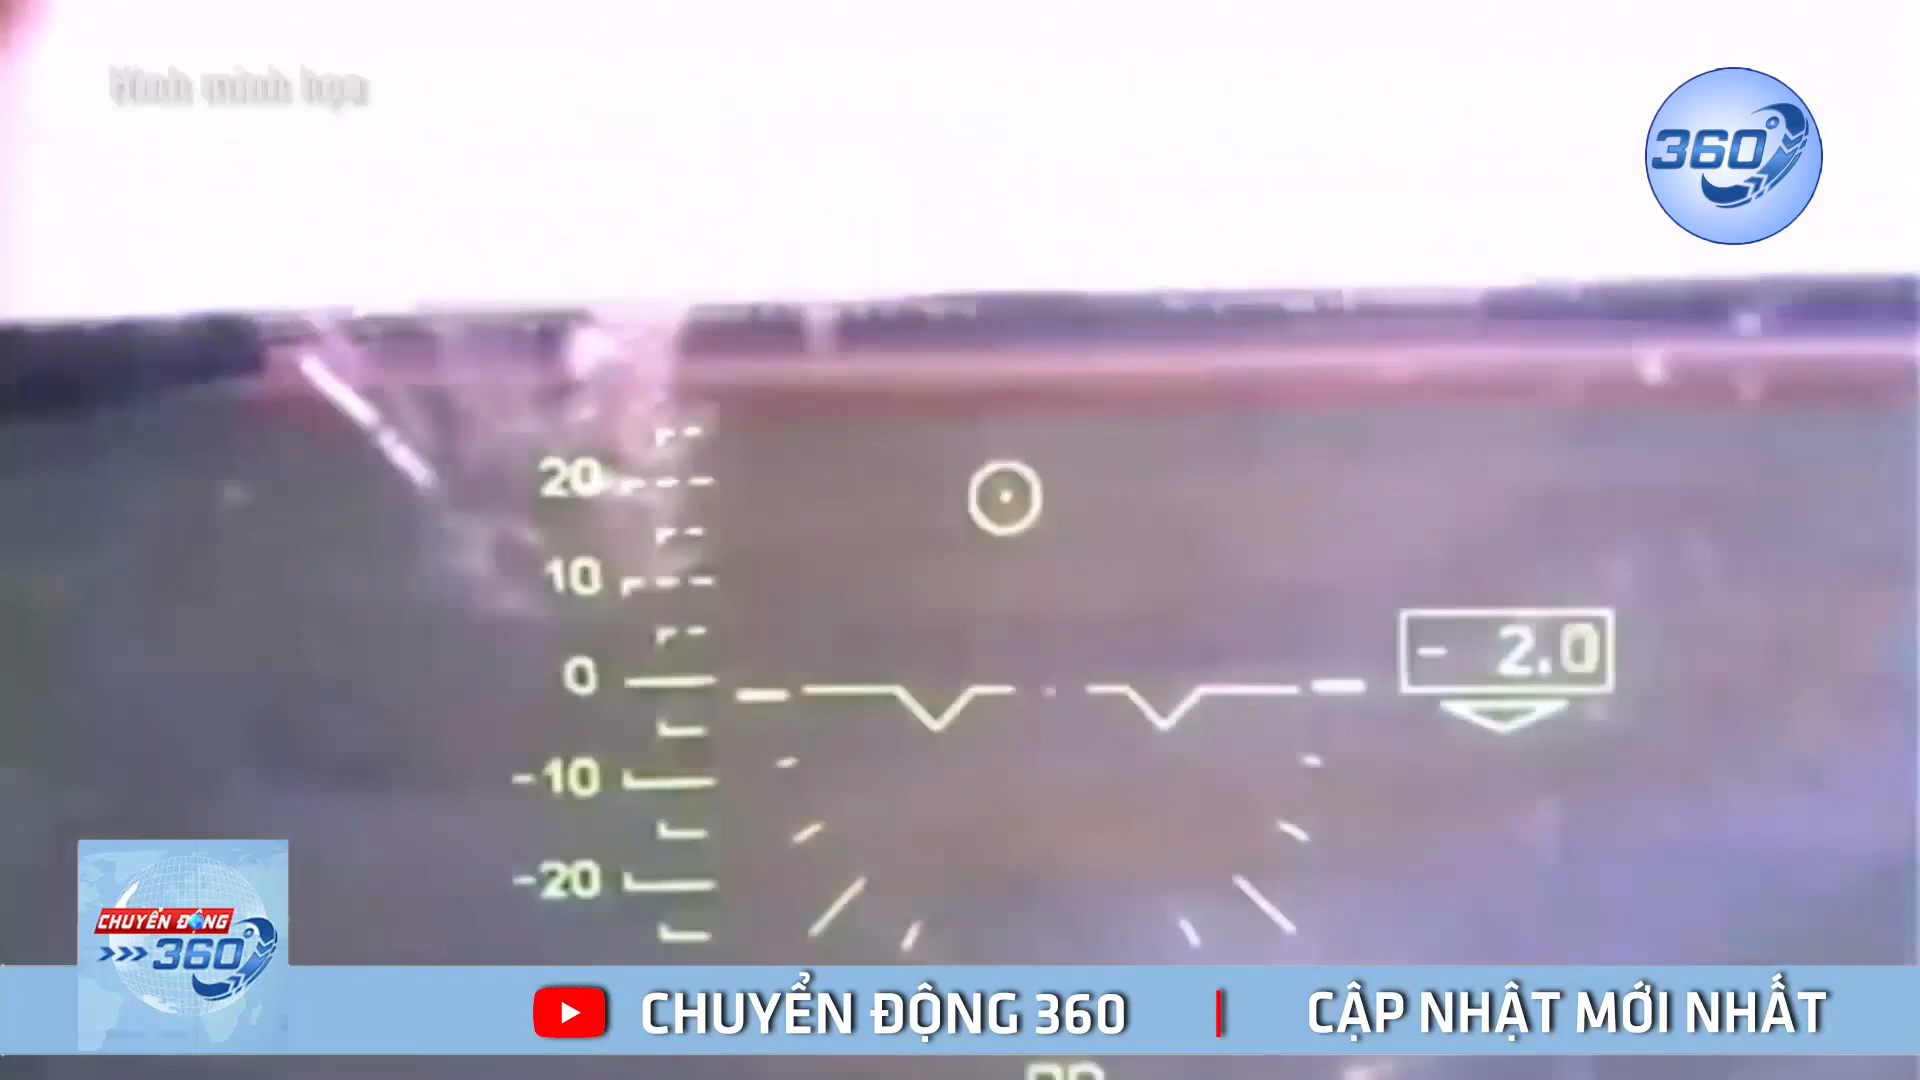 Hình minh họa
360°
20
10
0
- 2.0
-10
-20
CHUYỂN ĐỘNG
360°
CHUYỂN ĐỘNG 360 | CẬP NHẬT MỚI NHẤT